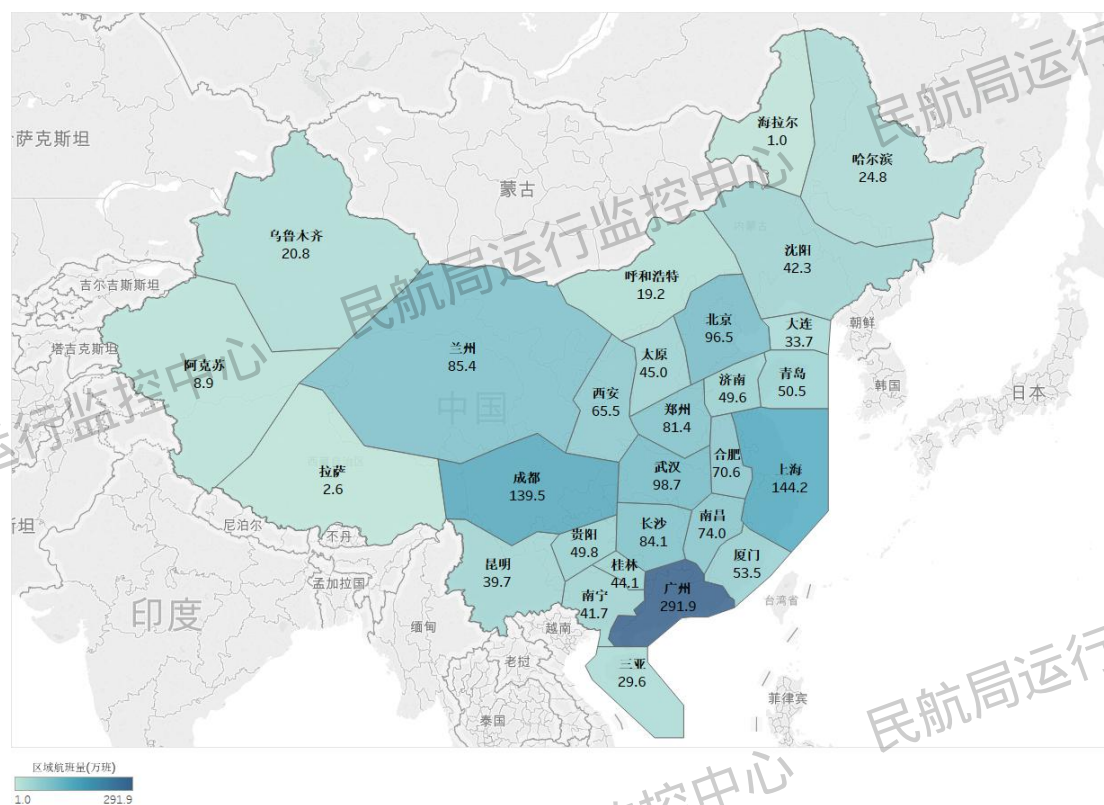 民航局运行
海拉尔
1.0
萨克斯坦
哈尔滨
24.8
蒙古
民航局运行监控中心
乌鲁木齐
20.8
内蒙古
沈阳
42.3
呼和浩特
19.2
吉尔吉斯斯坦
北京
96.5
大连
33.7
朝鲜
塔吉克斯坦
兰州
85.4
太原
45.0
阿克苏
8.9
济南
49.6
青岛
50.5
韩国
日本
西安
65.5
中国
郑州
81.4
运行监控中心
拉萨
2.6
成都
139.5
武汉
98.7
合肥
70.6
上海
144.2
斯坦
尼泊尔
不丹
贵阳
49.8
长沙
84.1
南昌
74.0
昆明
39.7
桂林
44.1
厦门
53.5
孟加拉国
南宁
41.7
广州
291.9
台湾省
印度
缅甸
越南
老挝
三亚
29.6
民航局运行
菲律宾
泰国
区域航班量(万班)
1.0
291.9
监控中心